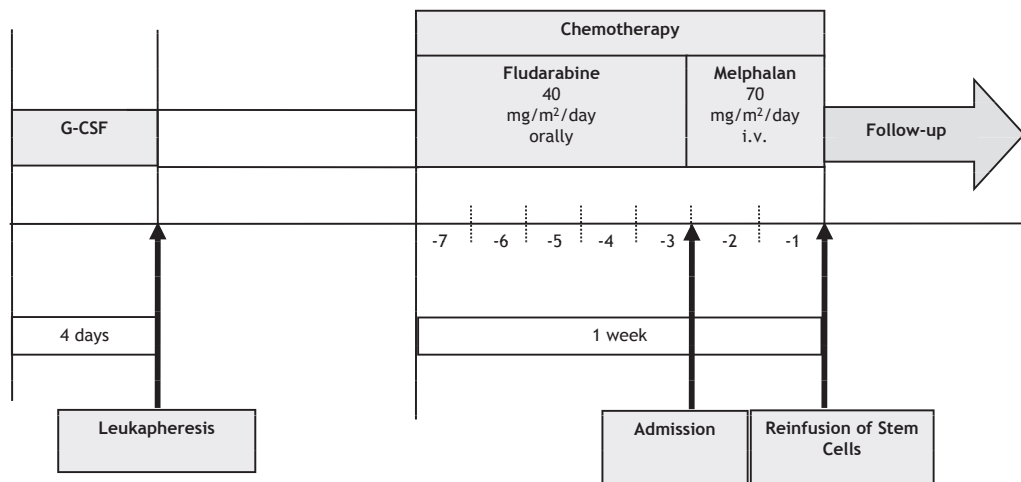 Chemotherapy
Fludarabine
40
mg/m²/day
orally
Melphalan
70
mg/m²/day
i.v.
G-CSF
Follow-up
-7
-6
-5
-4
-3
-2
-1
4 days
1 week
Leukapheresis
Admission
Reinfusion of Stem
Cells